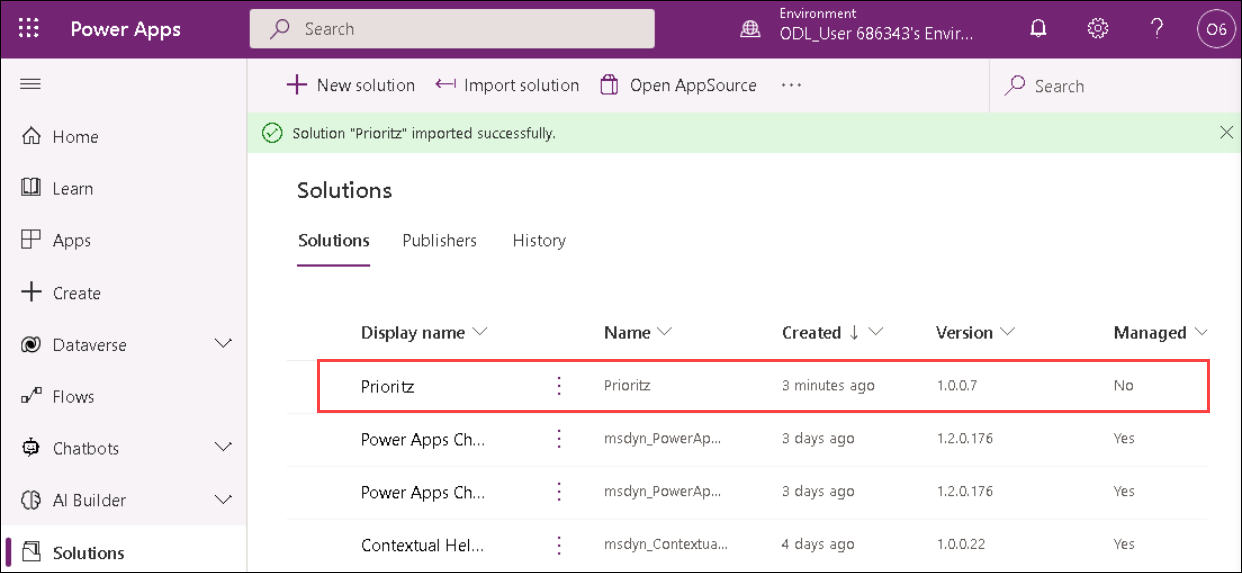 Power Apps
Search
Environment
ODL_User 686343's Envir...
?
O6
New solution
Import solution
Open AppSource
...
Search
Solution "Prioritz" imported successfully.
Home
Learn
Apps
Create
Dataverse
Flows
Chatbots
AI Builder
Solutions
Solutions
Solutions Publishers History
Display name Name Created ↓ Version Managed
Prioritz Prioritz 3 minutes ago 1.0.0.7 No
Power Apps Ch... msdyn_PowerAp... 3 days ago 1.2.0.176 Yes
Power Apps Ch... msdyn_PowerAp... 3 days ago 1.2.0.176 Yes
Contextual Hel... msdyn_Contextua... 4 days ago 1.0.0.22 Yes